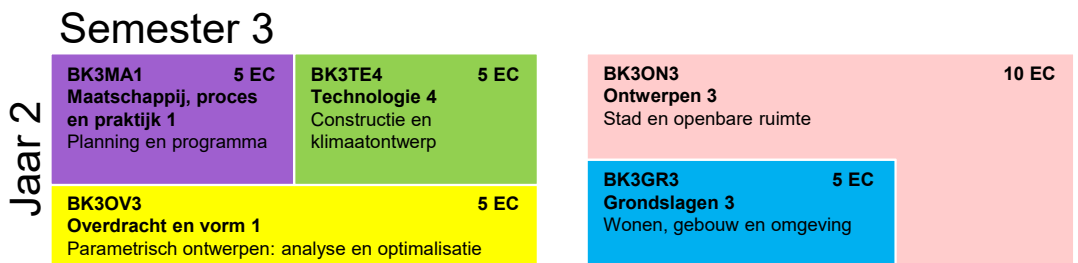 Semester 3
Jaar 2
BK3MA1 5 EC
Maatschappij, proces
en praktijk 1
Planning en programma
BK3TE4 5 EC
Technologie 4
Constructie en
klimaatontwerp
BK3OV3 5 EC
Overdracht en vorm 1
Parametrisch ontwerpen: analyse en optimalisatie
BK3ON3 10 EC
Ontwerpen 3
Stad en openbare ruimte
BK3GR3 5 EC
Grondslagen 3
Wonen, gebouw en omgeving